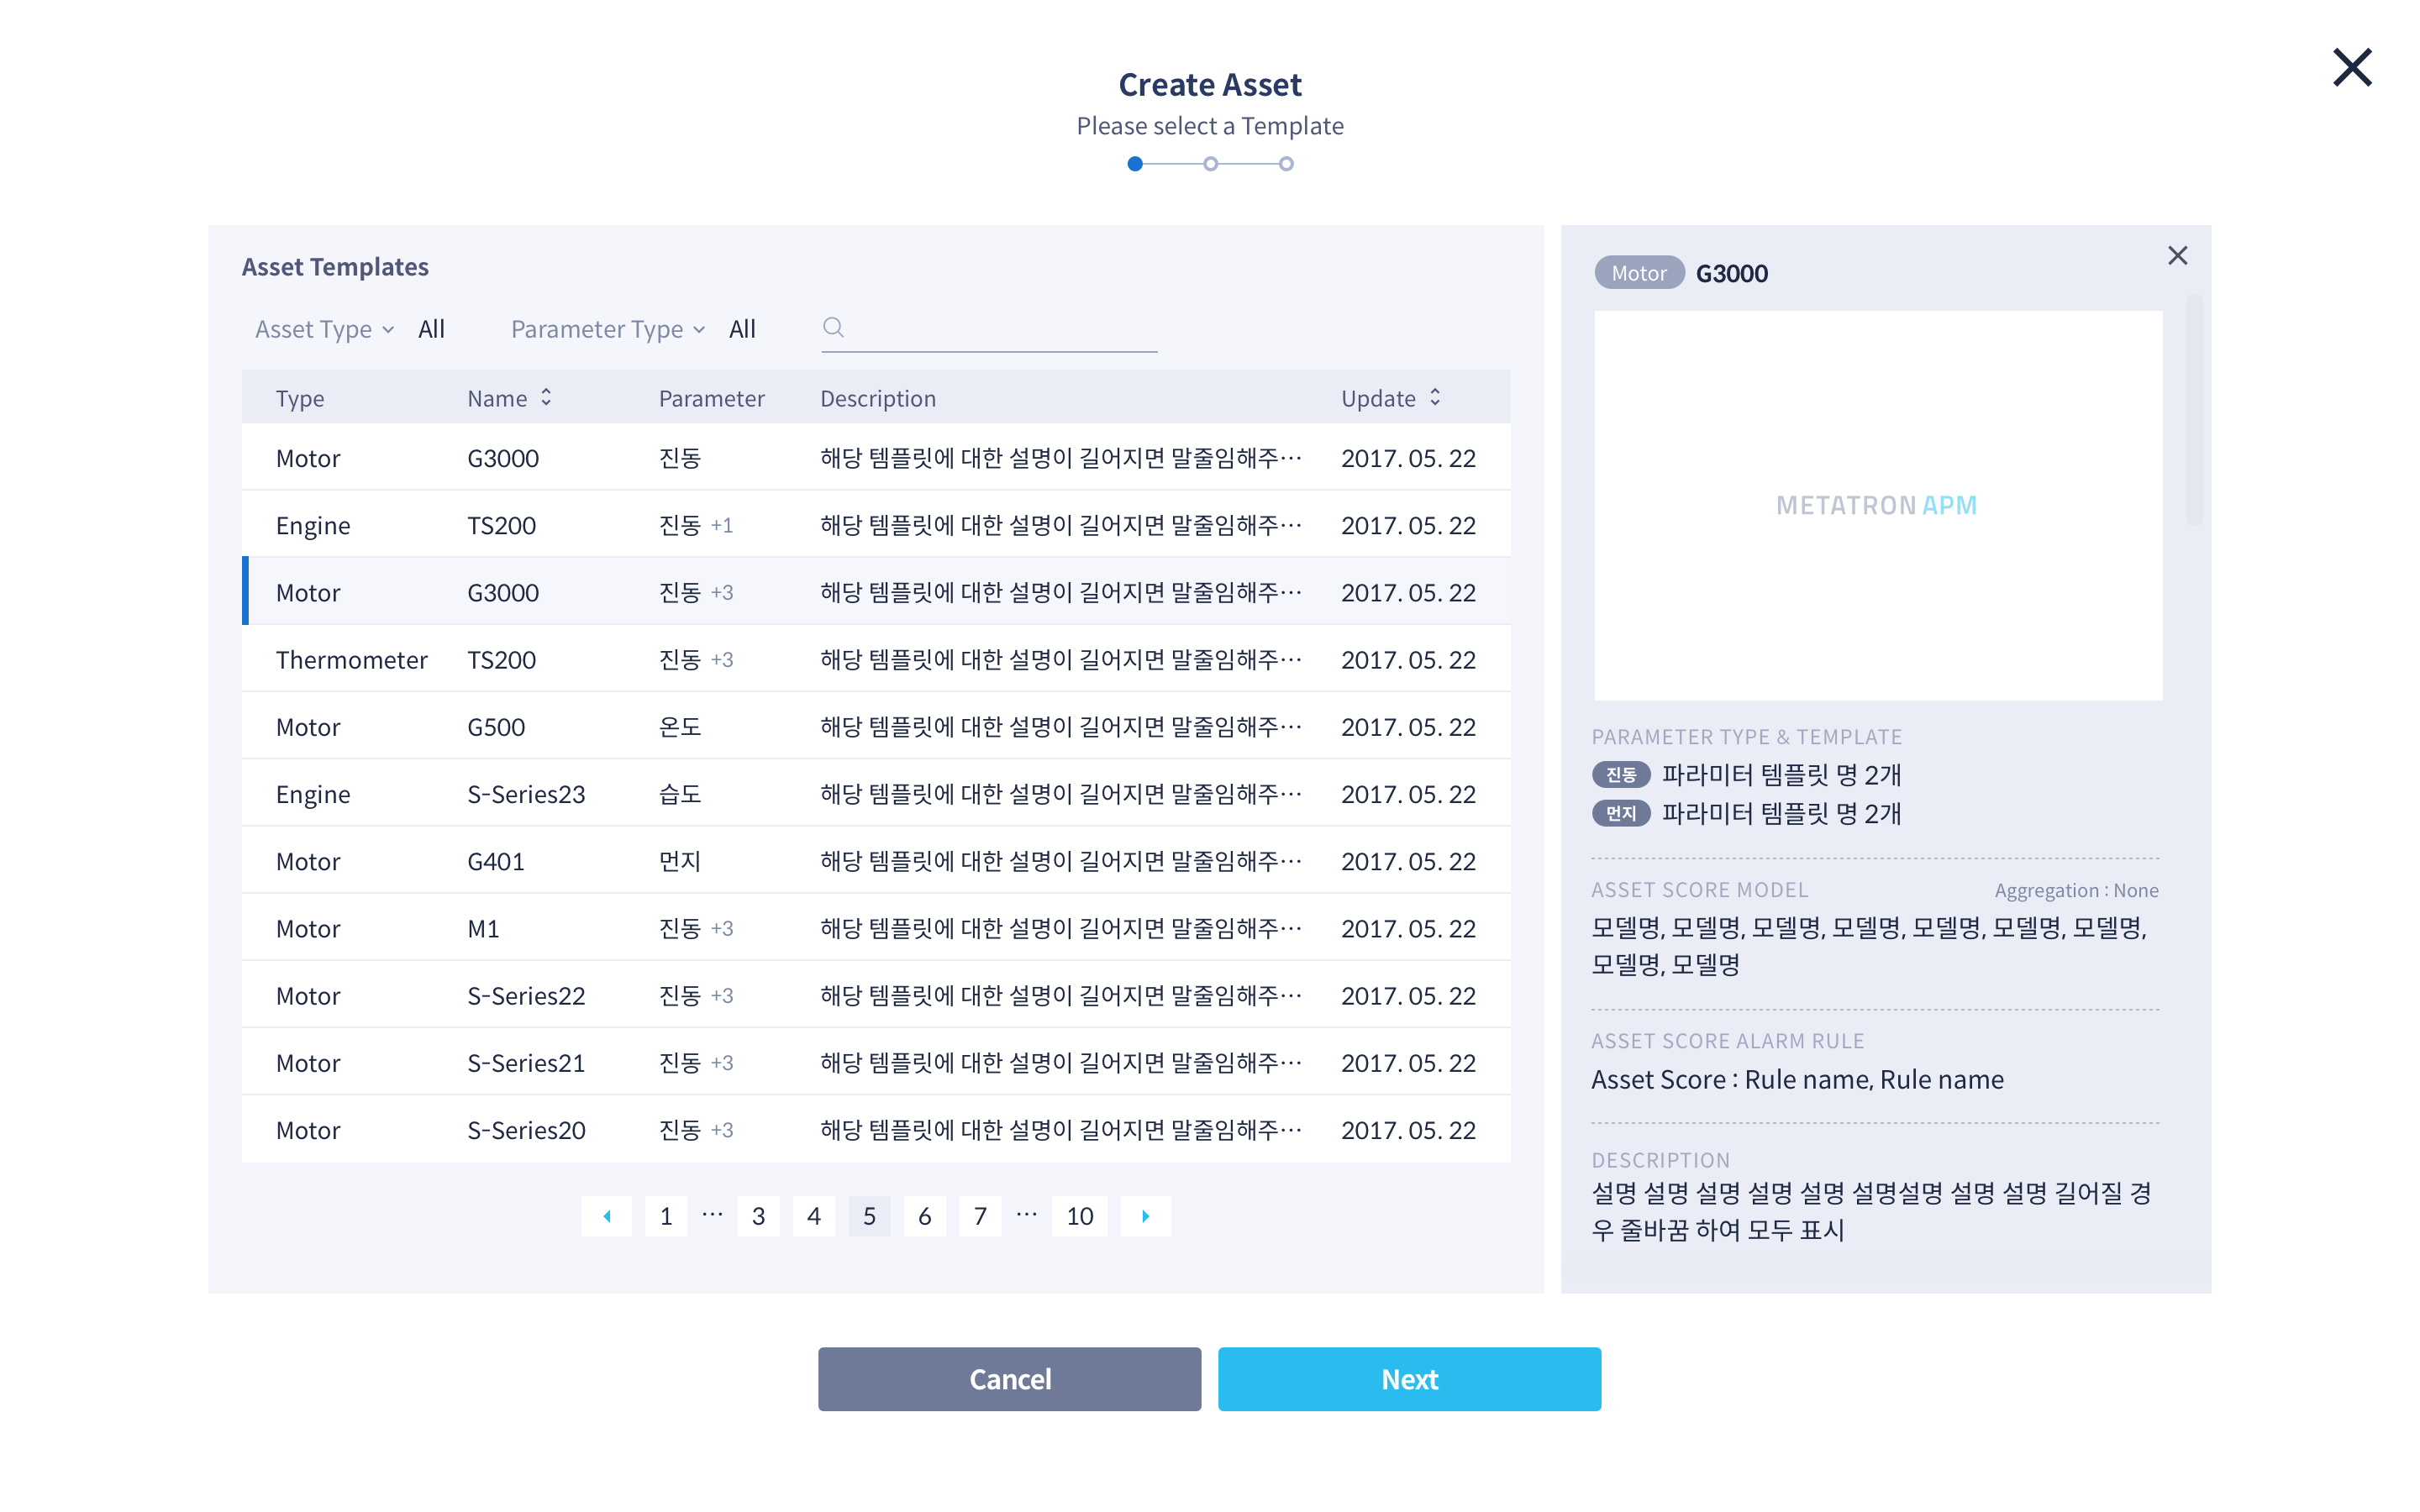 Create Asset
Please select a Template
Asset Templates
Asset Type All Parameter Type All
Type Name Parameter Description Update
Motor G3000 진동 해당 템플릿에 대한 설명이 길어지면 말줄임해주··· 2017. 05. 22
Engine TS200 진동 +1 해당 템플릿에 대한 설명이 길어지면 말줄임해주··· 2017. 05. 22
Motor G3000 진동 +3 해당 템플릿에 대한 설명이 길어지면 말줄임해주··· 2017. 05. 22
Thermometer TS200 진동 +3 해당 템플릿에 대한 설명이 길어지면 말줄임해주··· 2017. 05. 22
Motor G500 온도 해당 템플릿에 대한 설명이 길어지면 말줄임해주··· 2017. 05. 22
Engine S-Series23 습도 해당 템플릿에 대한 설명이 길어지면 말줄임해주··· 2017. 05. 22
Motor G401 먼지 해당 템플릿에 대한 설명이 길어지면 말줄임해주··· 2017. 05. 22
Motor M1 진동 +3 해당 템플릿에 대한 설명이 길어지면 말줄임해주··· 2017. 05. 22
Motor S-Series22 진동 +3 해당 템플릿에 대한 설명이 길어지면 말줄임해주··· 2017. 05. 22
Motor S-Series21 진동 +3 해당 템플릿에 대한 설명이 길어지면 말줄임해주··· 2017. 05. 22
Motor S-Series20 진동 +3 해당 템플릿에 대한 설명이 길어지면 말줄임해주··· 2017. 05. 22
1 ··· 3 4 5 6 7 ··· 10
Motor G3000
METATRON APM
PARAMETER TYPE & TEMPLATE
진동 파라미터 템플릿 명 2개
먼지 파라미터 템플릿 명 2개
ASSET SCORE MODEL Aggregation : None
모델명, 모델명, 모델명, 모델명, 모델명, 모델명, 모델명,
모델명, 모델명
ASSET SCORE ALARM RULE
Asset Score : Rule name, Rule name
DESCRIPTION
설명 설명 설명 설명 설명 설명설명 설명 설명 길어질 경
우 줄바꿈 하여 모두 표시
Cancel Next